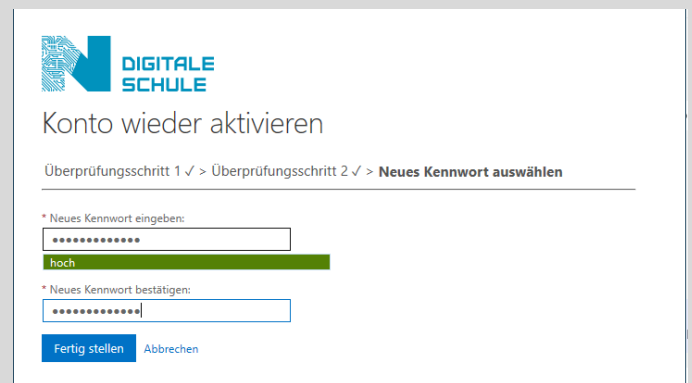 DIGITALE
SCHULE
Konto wieder aktivieren
Überprüfungsschritt 1 ✓ > Überprüfungsschritt 2 ✓ > Neues Kennwort auswählen
* Neues Kennwort eingeben:
●●●●●●●●●●●●●
hoch
* Neues Kennwort bestätigen:
●●●●●●●●●●●●●
Fertig stellen Abbrechen